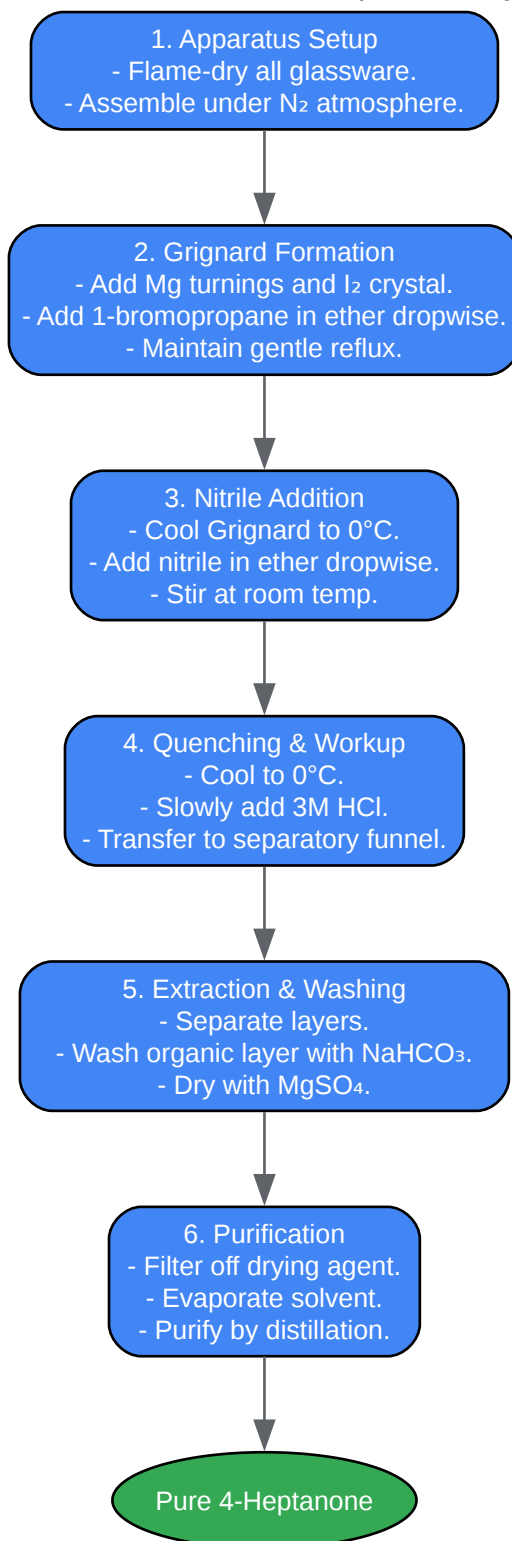 1. Apparatus Setup
- Flame-dry all glassware.
- Assemble under N₂ atmosphere.
2. Grignard Formation
- Add Mg turnings and I₂ crystal.
- Add 1-bromopropane in ether dropwise.
- Maintain gentle reflux.
3. Nitrile Addition
- Cool Grignard to 0°C.
- Add nitrile in ether dropwise.
- Stir at room temp.
4. Quenching & Workup
- Cool to 0°C.
- Slowly add 3M HCl.
- Transfer to separatory funnel.
5. Extraction & Washing
- Separate layers.
- Wash organic layer with NaHCO₃.
- Dry with MgSO₄.
6. Purification
- Filter off drying agent.
- Evaporate solvent.
- Purify by distillation.
Pure 4-Heptanone